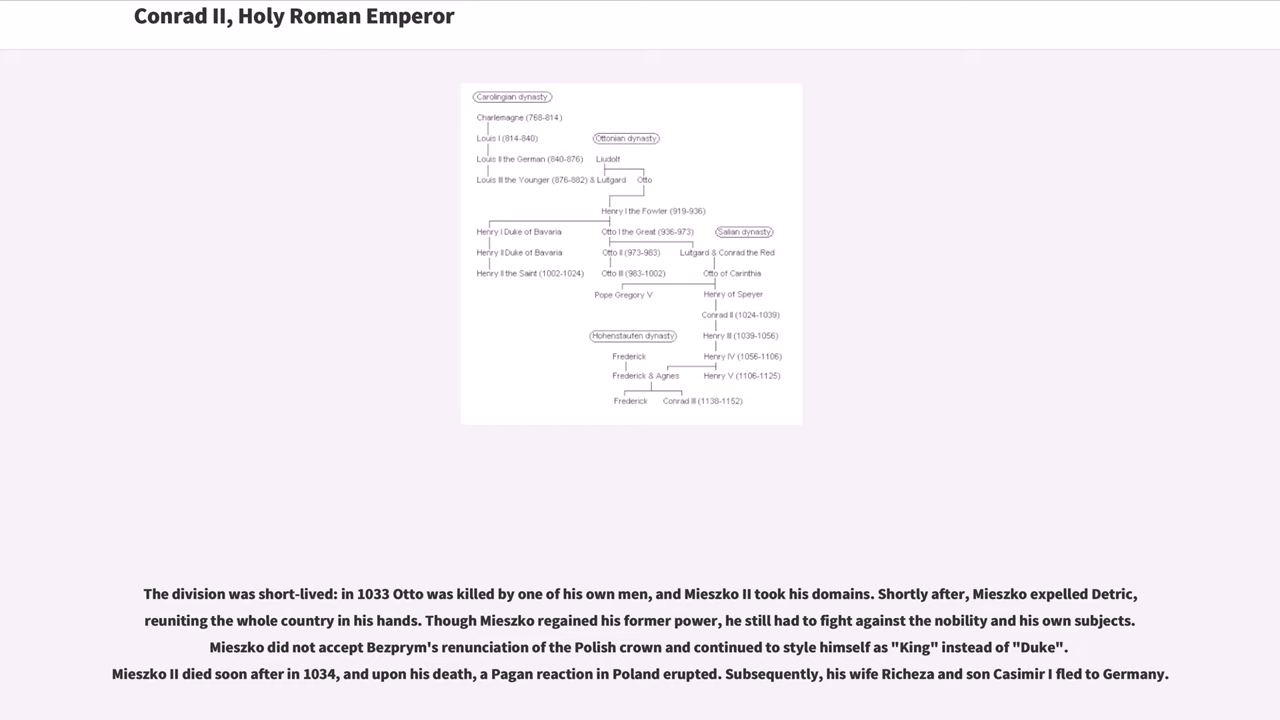 Conrad II, Holy Roman Emperor
Carolingian dynasty
Charlemagne (768-814)
Louis I (814-840)
Ottonian dynasty
Louis II the German (840-876)
Liudolf
Louis III the Younger (876-882) & Lutgard
Otto
Henry I the Fowler (919-936)
Henry I Duke of Bavaria
Otto I the Great (936-973)
Salian dynasty
Henry II Duke of Bavaria
Otto II (973-983)
Lutgard & Conrad the Red
Henry II the Saint (1002-1024)
Otto III (983-1002)
Otto of Carinthia
Pope Gregory V
Henry of Speyer
Conrad II (1024-1039)
Hohenstaufen dynasty
Henry III (1039-1056)
Frederick
Henry IV (1056-1106)
Frederick & Agnes
Henry V (1106-1125)
Frederick
Conrad III (1138-1152)
The division was short-lived: in 1033 Otto was killed by one of his own men, and Mieszko II took his domains. Shortly after, Mieszko expelled Detric,
reuniting the whole country in his hands. Though Mieszko regained his former power, he still had to fight against the nobility and his own subjects.
Mieszko did not accept Bezprym's renunciation of the Polish crown and continued to style himself as "King" instead of "Duke".
Mieszko II died soon after in 1034, and upon his death, a Pagan reaction in Poland erupted. Subsequently, his wife Richeza and son Casimir I fled to Germany.